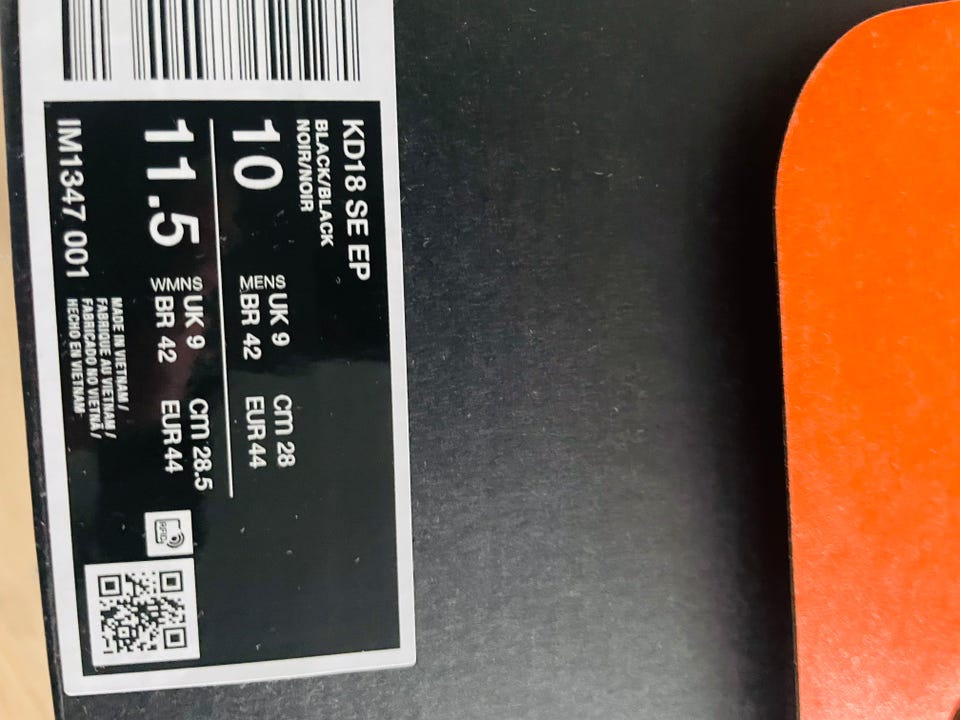 KD18 SE EP
BLACK/BLACK
NOIR/NOIR
10
MENS
UK 9
BR 42
cm 28
EUR 44
11.5
WMNS
UK 9
BR 42
cm 28.5
EUR 44
IM1347 001
MADE IN VIETNAM /
FABRIQUE AU VIETNAM /
FABRICADO NO VIETNÃ /
HECHO EN VIETNAM
RFID